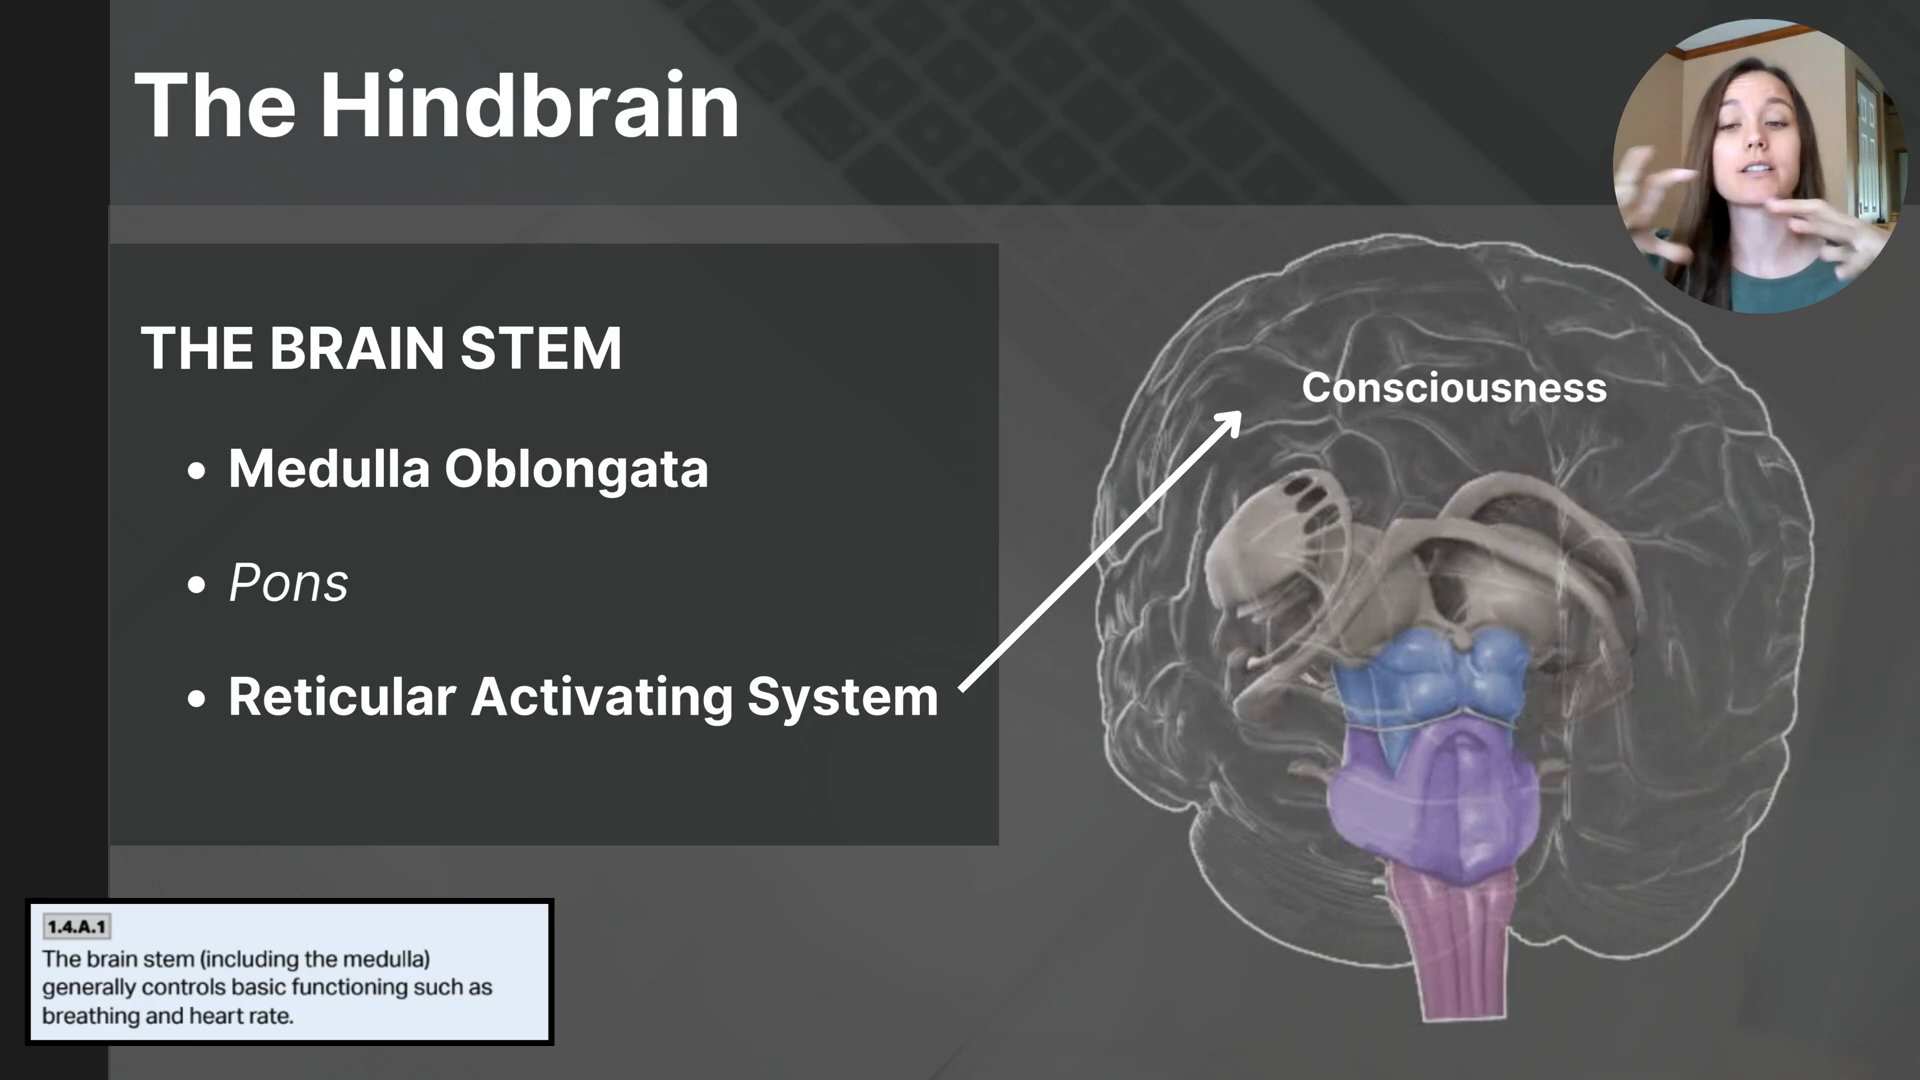 The Hindbrain
THE BRAIN STEM
• Medulla Oblongata
• Pons
• Reticular Activating System
Consciousness
1.4.A.1
The brain stem (including the medulla)
generally controls basic functioning such as
breathing and heart rate.